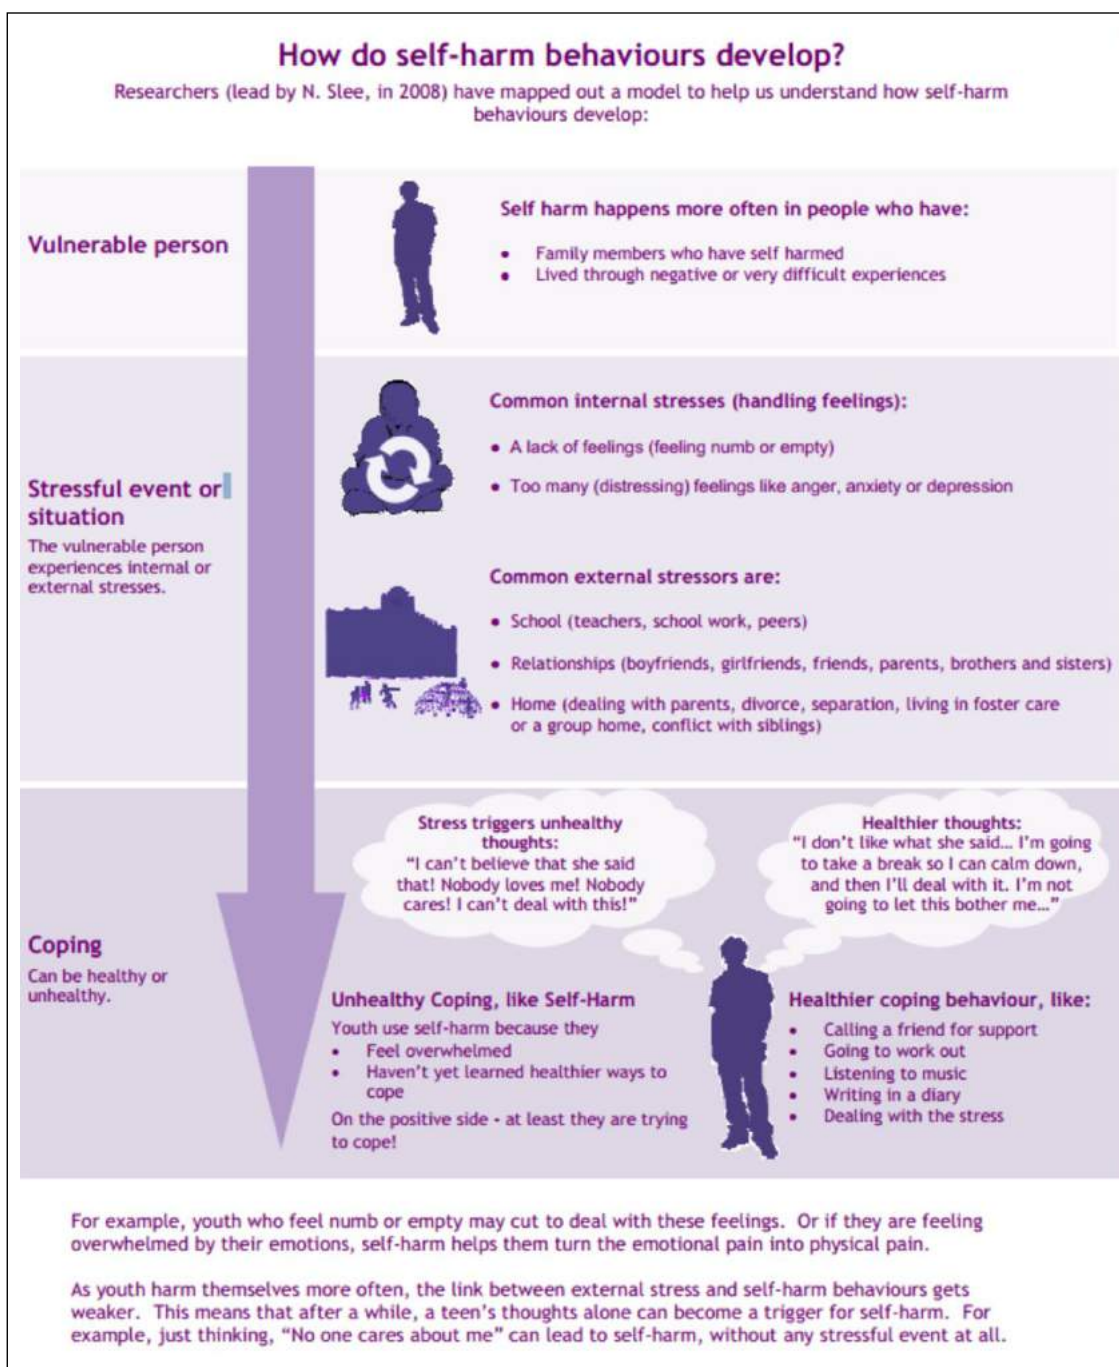 How do self-harm behaviours develop?
Researchers (lead by N. Slee, in 2008) have mapped out a model to help us understand how self-harm
behaviours develop:
Vulnerable person
Self harm happens more often in people who have:
• Family members who have self harmed
• Lived through negative or very difficult experiences
Stressful event or
situation
The vulnerable person
experiences internal or
external stresses.
Common internal stresses (handling feelings):
• A lack of feelings (feeling numb or empty)
• Too many (distressing) feelings like anger, anxiety or depression
Common external stressors are:
• School (teachers, school work, peers)
• Relationships (boyfriends, girlfriends, friends, parents, brothers and sisters)
• Home (dealing with parents, divorce, separation, living in foster care
or a group home, conflict with siblings)
Coping
Can be healthy or
unhealthy.
Stress triggers unhealthy
thoughts:
“I can’t believe that she said
that! Nobody loves me! Nobody
cares! I can’t deal with this!”
Healthier thoughts:
“I don’t like what she said... I’m going
to take a break so I can calm down,
and then I’ll deal with it. I’m not
going to let this bother me...”
Unhealthy Coping, like Self-Harm
Youth use self-harm because they
• Feel overwhelmed
• Haven’t yet learned healthier ways to
cope
On the positive side - at least they are trying
to cope!
Healthier coping behaviour, like:
• Calling a friend for support
• Going to work out
• Listening to music
• Writing in a diary
• Dealing with the stress
For example, youth who feel numb or empty may cut to deal with these feelings. Or if they are feeling
overwhelmed by their emotions, self-harm helps them turn the emotional pain into physical pain.
As youth harm themselves more often, the link between external stress and self-harm behaviours gets
weaker. This means that after a while, a teen’s thoughts alone can become a trigger for self-harm. For
example, just thinking, “No one cares about me” can lead to self-harm, without any stressful event at all.